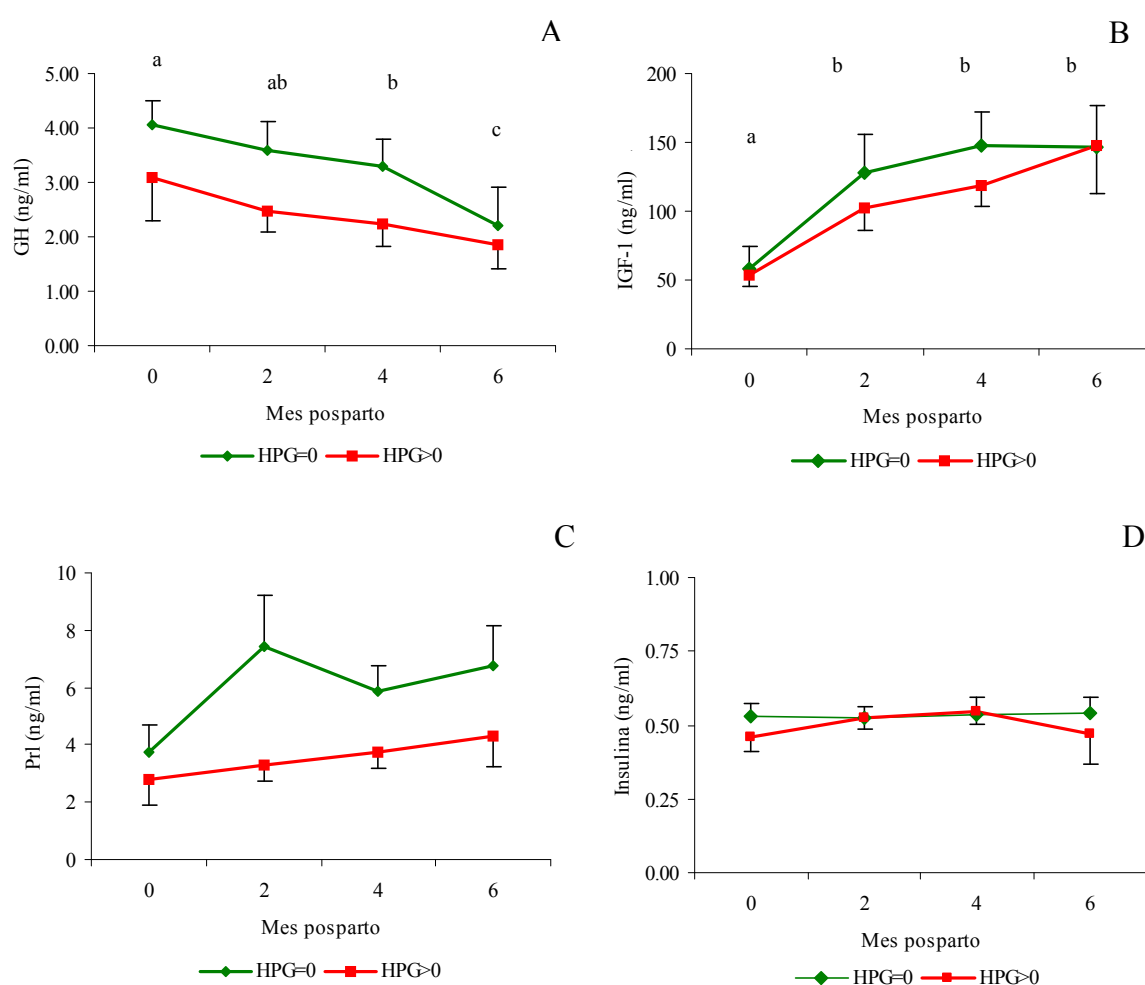 A
a
ab
b
c
5.00
4.00
3.00
2.00
1.00
0.00
GH (ng/ml)
0 2 4 6
Mes posparto
HPG=0 HPG>0
B
b b b
a
200
150
100
50
0
IGF-1 (ng/ml)
0 2 4 6
Mes posparto
HPG=0 HPG>0
C
10
8
6
4
2
0
Prl (ng/ml)
0 2 4 6
Mes posparto
HPG=0 HPG>0
D
1.00
0.75
0.50
0.25
0.00
Insulina (ng/ml)
0 2 4 6
Mes posparto
HPG=0 HPG>0